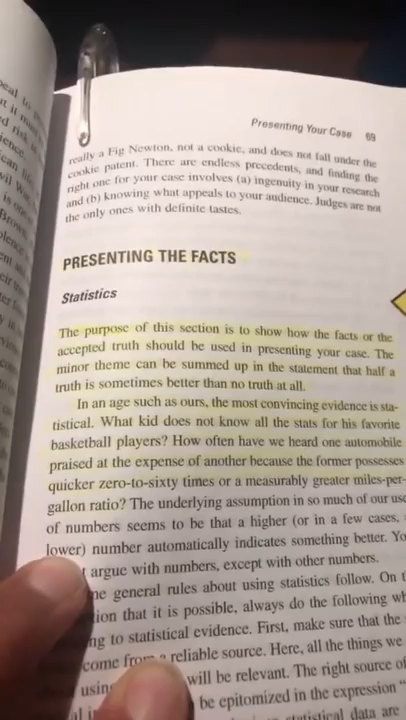 Presenting Your Case 69
really a Fig Newton, not a cookie, and does not fall under the
cookie patent. There are endless precedents, and finding the
right one for your case involves (a) ingenuity in your research
and (b) knowing what appeals to your audience. Judges are not
the only ones with definite tastes.
PRESENTING THE FACTS
Statistics
The purpose of this section is to show how the facts or the
accepted truth should be used in presenting your case. The
minor theme can be summed up in the statement that half a
truth is sometimes better than no truth at all.
In an age such as ours, the most convincing evidence is sta-
tistical. What kid does not know all the stats for his favorite
basketball players? How often have we heard one automobile
praised at the expense of another because the former possesses
quicker zero-to-sixty times or a measurably greater miles-per-
gallon ratio? The underlying assumption in so much of our
of numbers seems to be that a higher (or in a few cases,
lower) number automatically indicates something better.
argue with numbers, except with other numbers.
general rules about using statistics follow. On
that it is possible, always do the following
to statistical evidence. First, make sure that the
come from a reliable source. Here, all the things we
will be relevant. The right source of
be epitomized in the expression
statistical data are